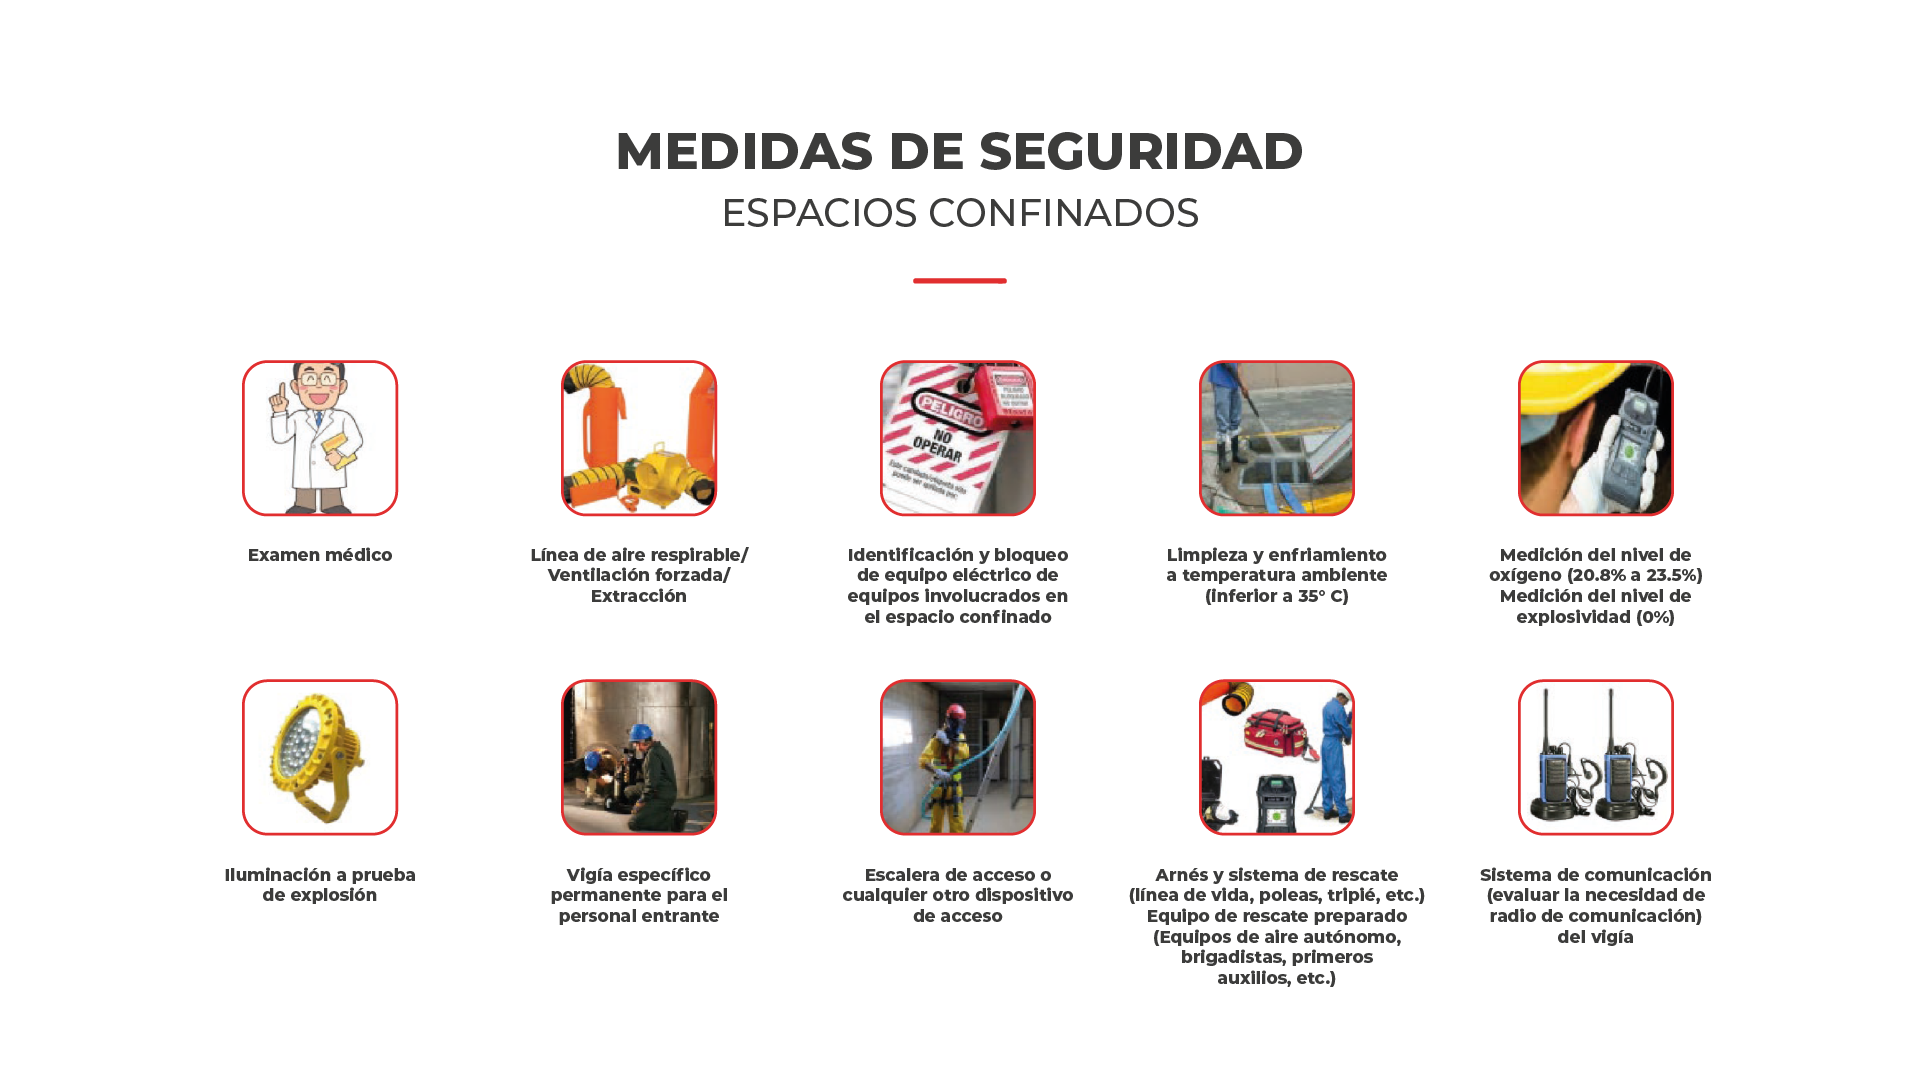 MEDIDAS DE SEGURIDAD
ESPACIOS CONFINADOS
PELIGRO
NO
OPERAR
Examen médico
Línea de aire respirable/
Ventilación forzada/
Extracción
Identificación y bloqueo
de equipo eléctrico de
equipos involucrados en
el espacio confinado
Limpieza y enfriamiento
a temperatura ambiente
(inferior a 35° C)
Medición del nivel de
oxígeno (20.8% a 23.5%)
Medición del nivel de
explosividad (0%)
Iluminación a prueba
de explosión
Vigía específico
permanente para el
personal entrante
Escalera de acceso o
cualquier otro dispositivo
de acceso
Arnés y sistema de rescate
(línea de vida, poleas, tripié, etc.)
Equipo de rescate preparado
(Equipos de aire autónomo,
brigadistas, primeros
auxilios, etc.)
Sistema de comunicación
(evaluar la necesidad de
radio de comunicación)
del vigía